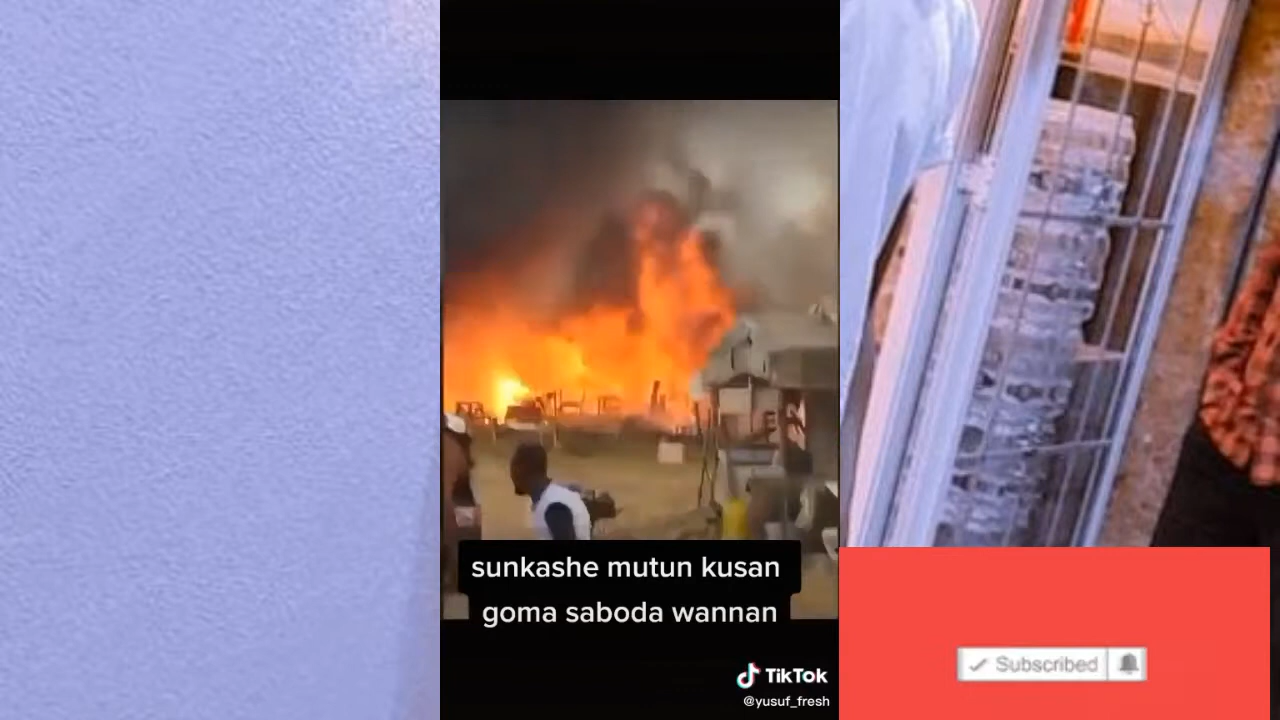 sunkashe mutun kusan
goma saboda wannan
TikTok
@yusuf_fresh
Subscribed